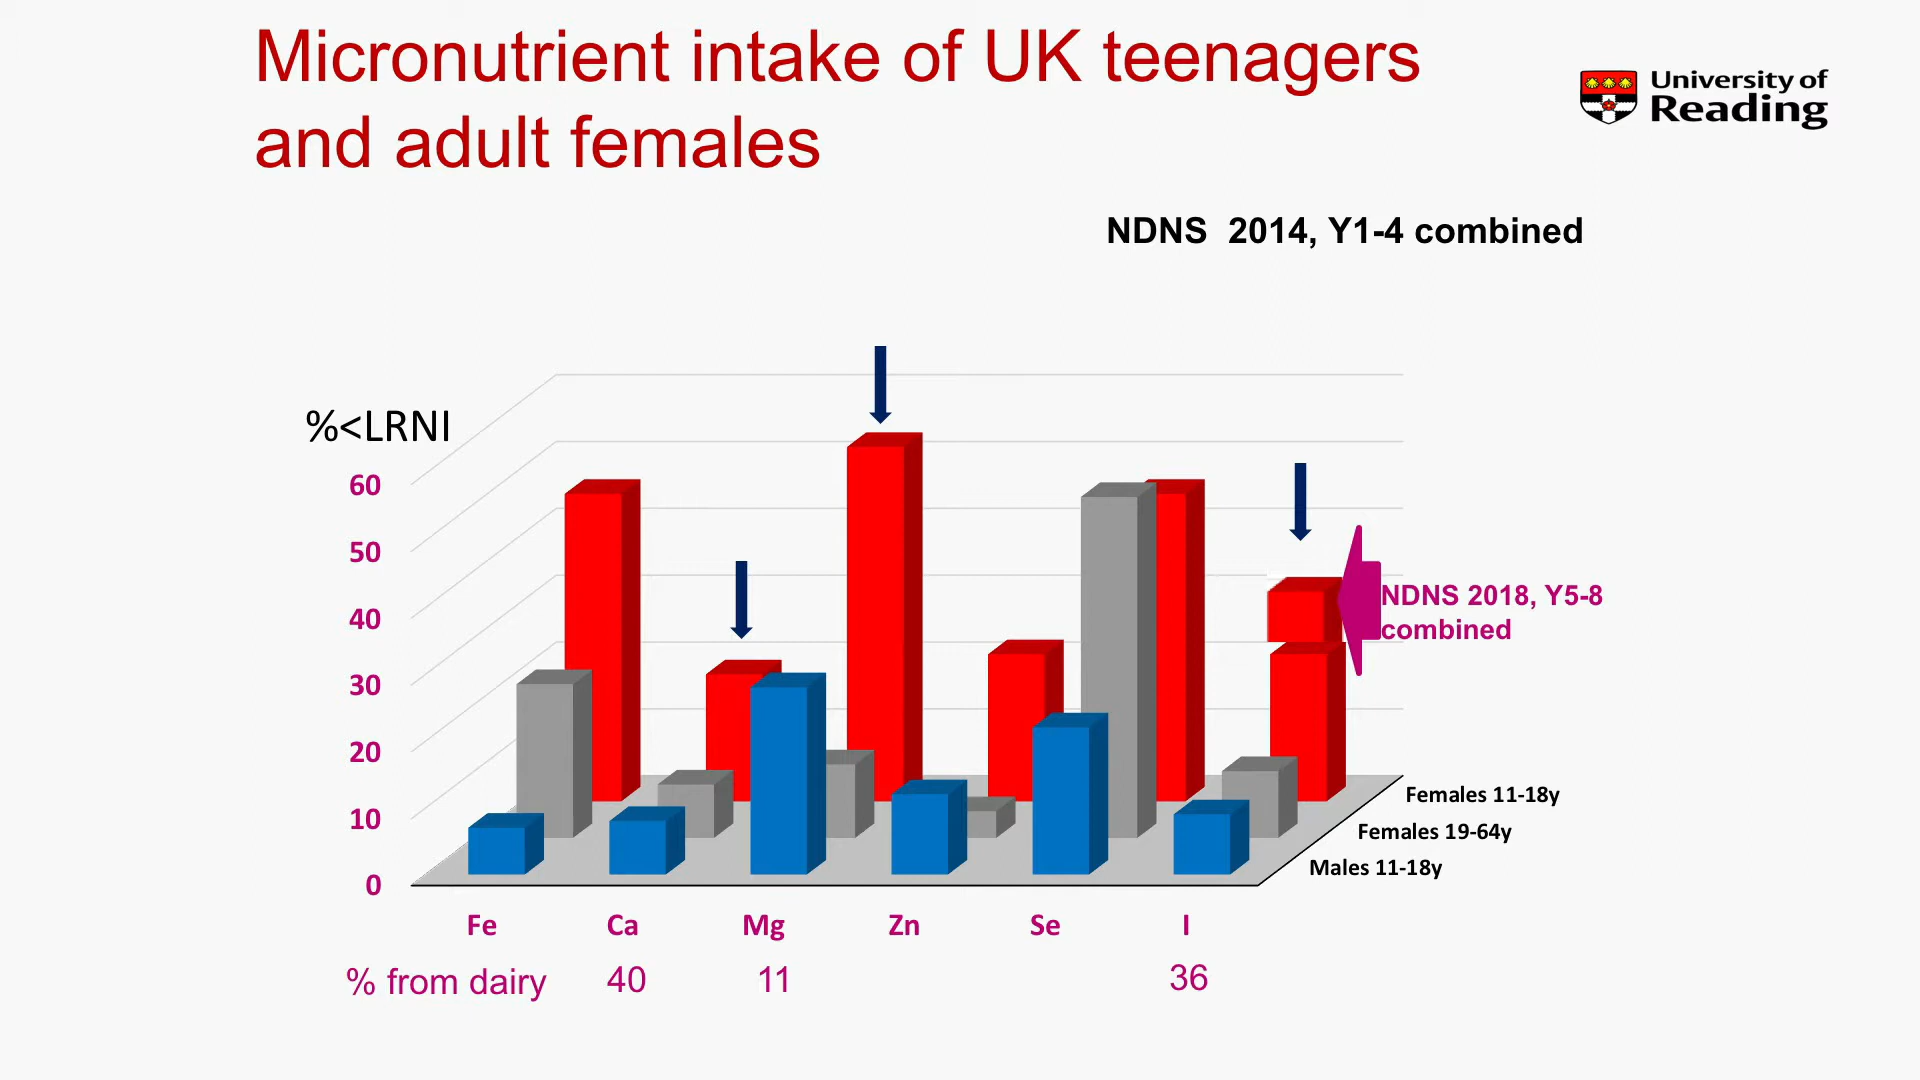 Micronutrient intake of UK teenagers
and adult females
University of
Reading
NDNS 2014, Y1-4 combined
%<LRNI
60
50
40
30
20
10
0
NDNS 2018, Y5-8
combined
Females 11-18y
Females 19-64y
Males 11-18y
Fe Ca Mg Zn Se I
% from dairy 40 11 36